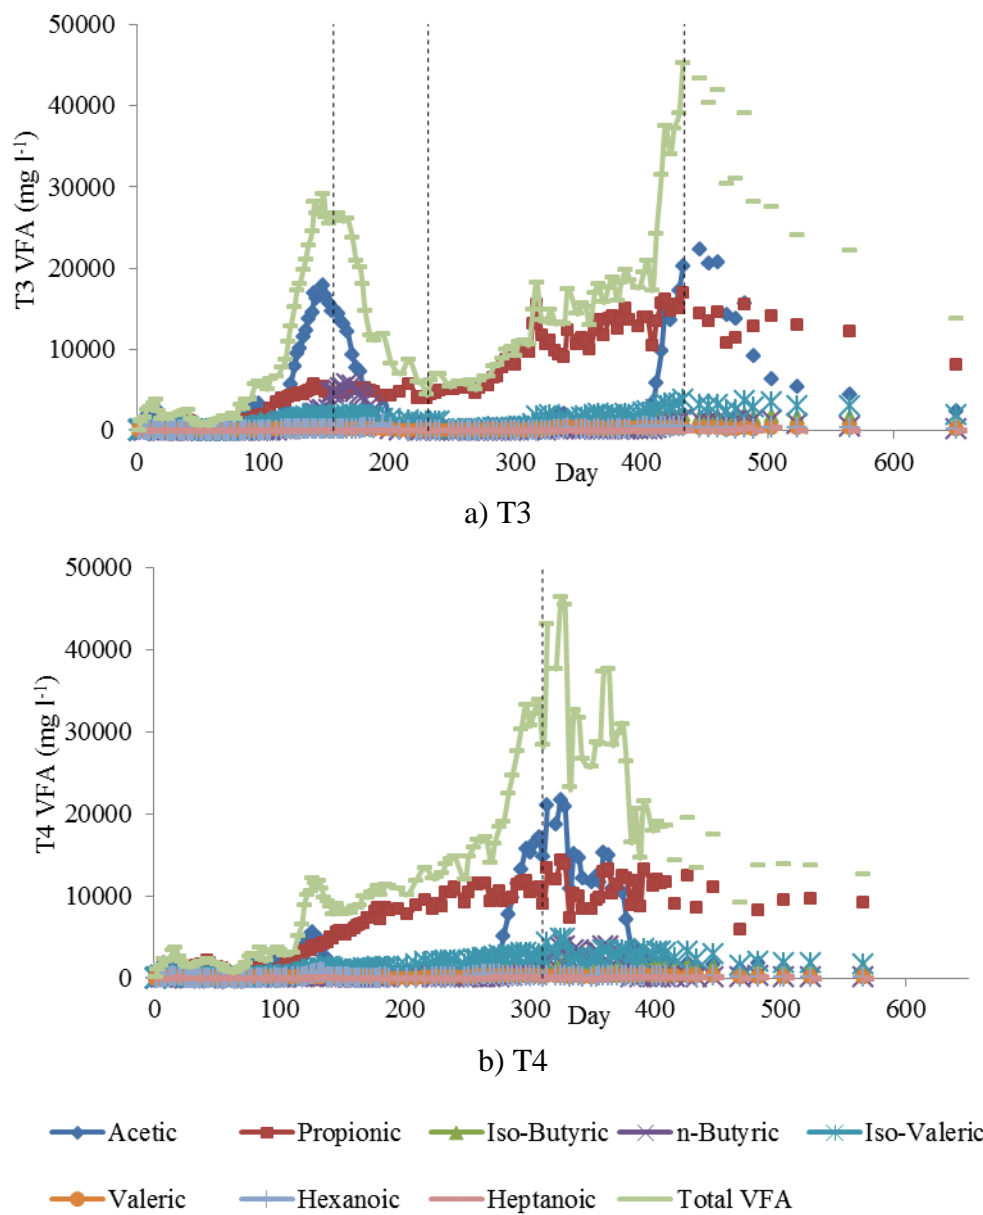 50000
40000
30000
20000
10000
0
T3 VFA (mg l-1)
0 100 200 300 400 500 600
Day
a) T3
50000
40000
30000
20000
10000
0
T4 VFA (mg l-1)
0 100 200 300 400 500 600
Day
b) T4
Acetic Propionic Iso-Butyric n-Butyric Iso-Valeric
Valeric Hexanoic Heptanoic Total VFA